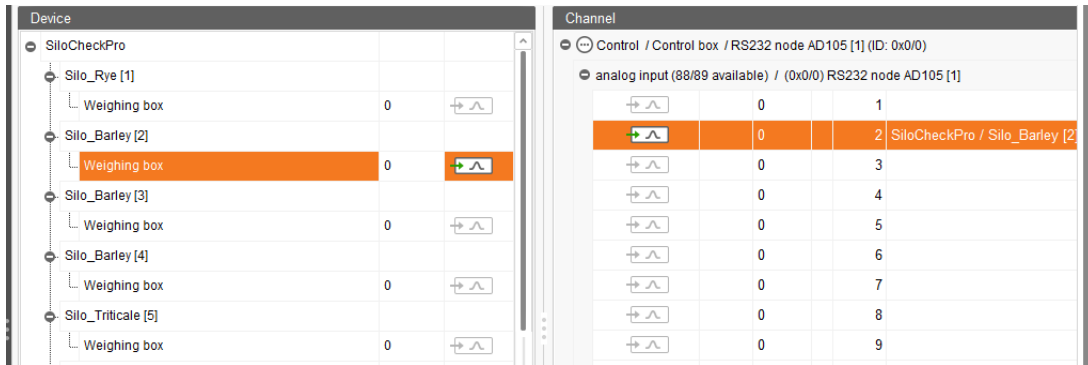 Device
SiloCheckPro
Silo_Rye [1]
Weighing box 0
Silo_Barley [2]
Weighing box 0
Silo_Barley [3]
Weighing box 0
Silo_Barley [4]
Weighing box 0
Silo_Triticale [5]
Weighing box 0
Channel
Control / Control box / RS232 node AD105 [1] (ID: 0x0/0)
analog input (88/89 available) / (0x0/0) RS232 node AD105 [1]
0 1
0 2 SiloCheckPro / Silo_Barley [2]
0 3
0 4
0 5
0 6
0 7
0 8
0 9